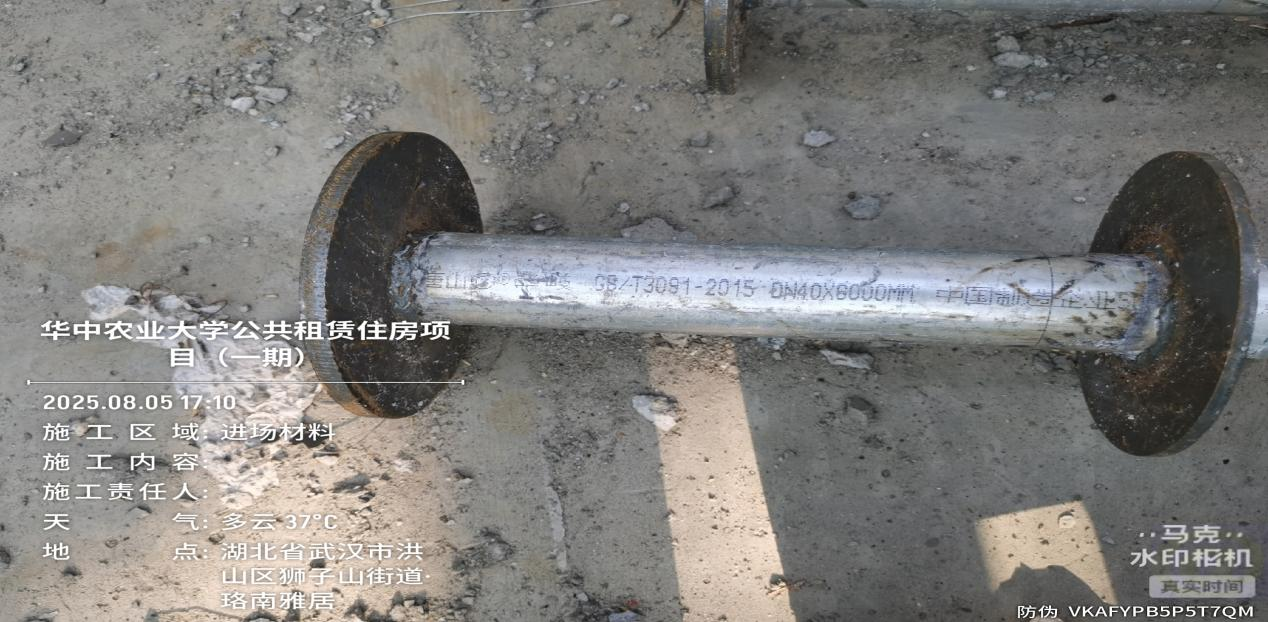 GB/T3091-2015 DN40X6000MM 中国制造
华中农业大学公共租赁住房项
目（一期）
2025.08.05 17:10
施工区域: 进场材料
施工内容:
施工责任人:
天气: 多云 37°C
地点: 湖北省武汉市洪
山区狮子山街道·
珞南雅居
马克
水印相机
真实时间
防伪 VKAFYPB5P5T7QM